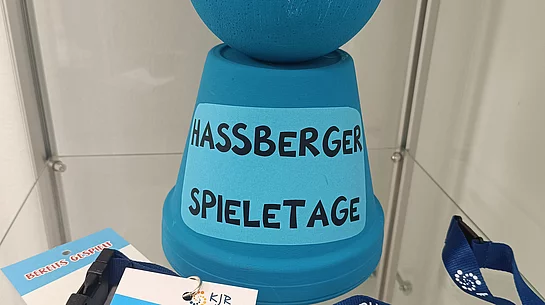 HASSBERGER
SPIELETAGE
BEREITS GESPIELT
KJR